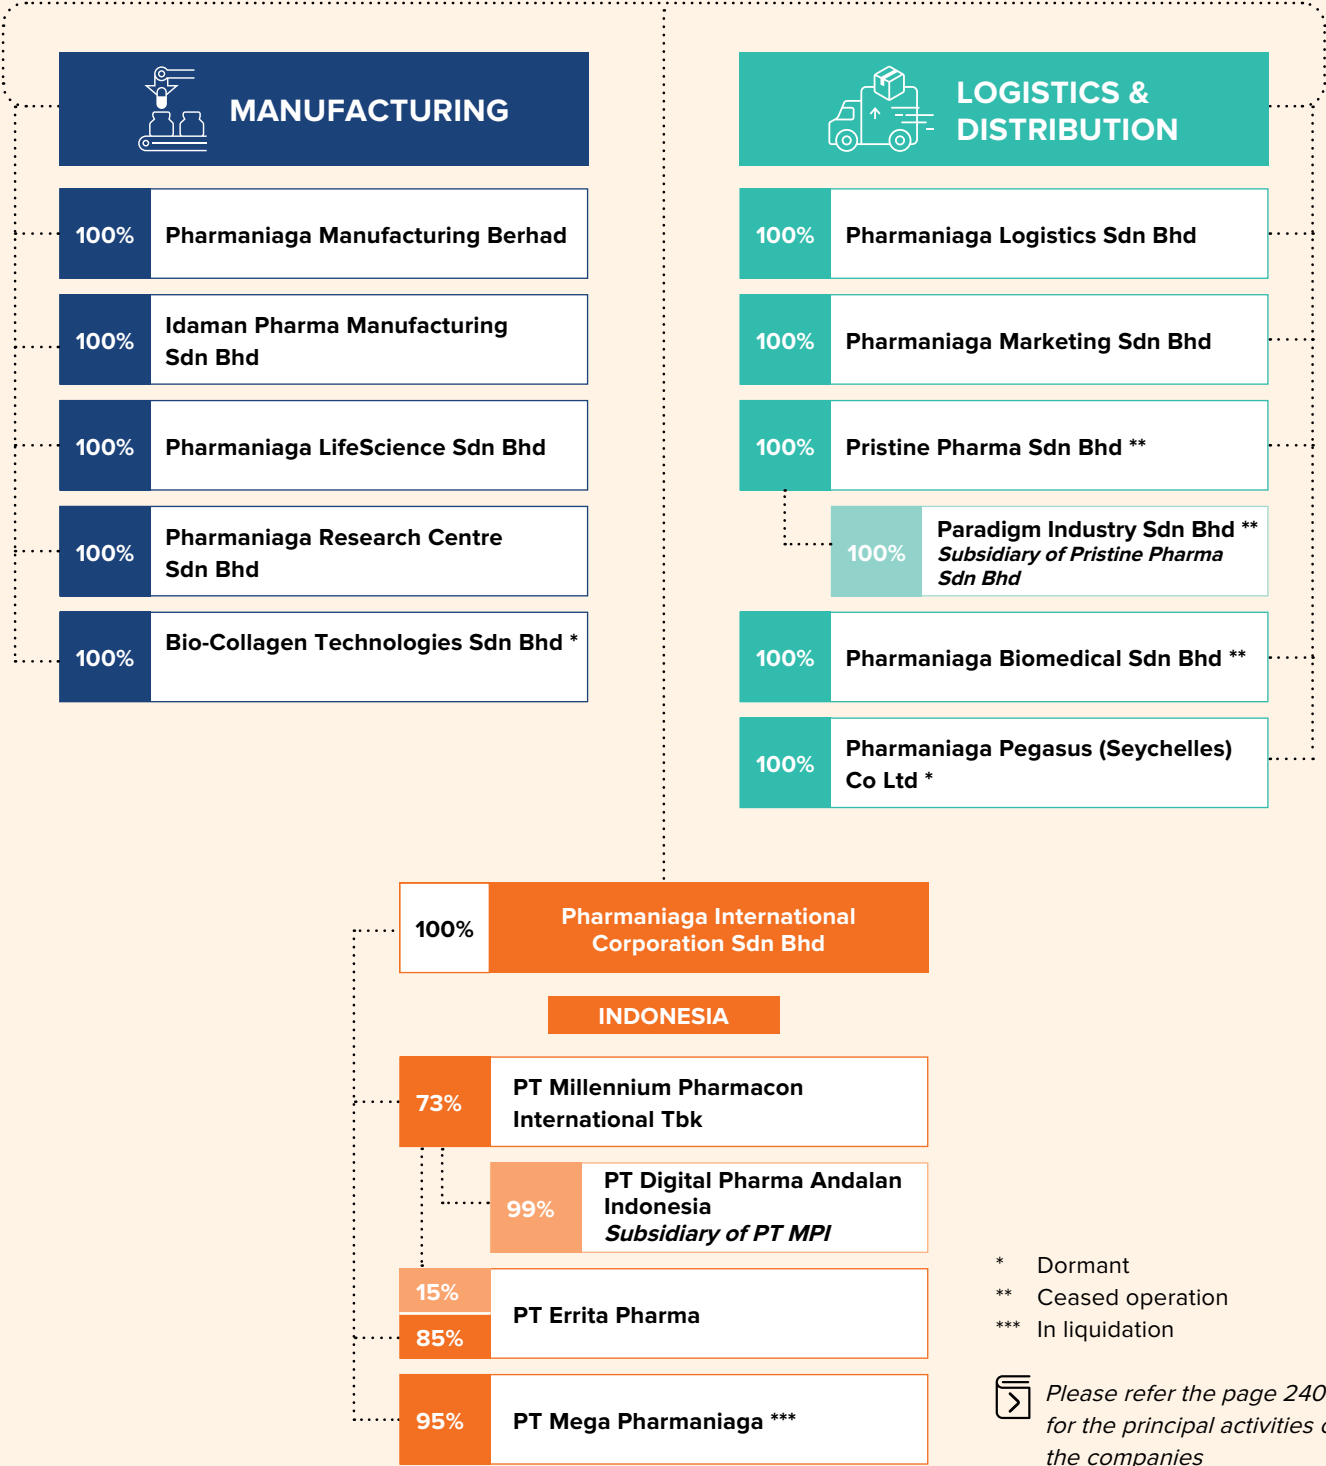 MANUFACTURING
100%
Pharmaniaga Manufacturing Berhad
100%
Idaman Pharma Manufacturing
Sdn Bhd
100%
Pharmaniaga LifeScience Sdn Bhd
100%
Pharmaniaga Research Centre
Sdn Bhd
100%
Bio-Collagen Technologies Sdn Bhd *
LOGISTICS &
DISTRIBUTION
100%
Pharmaniaga Logistics Sdn Bhd
100%
Pharmaniaga Marketing Sdn Bhd
100%
Pristine Pharma Sdn Bhd **
100%
Paradigm Industry Sdn Bhd **
Subsidiary of Pristine Pharma
Sdn Bhd
100%
Pharmaniaga Biomedical Sdn Bhd **
100%
Pharmaniaga Pegasus (Seychelles)
Co Ltd *
100%
Pharmaniaga International
Corporation Sdn Bhd
INDONESIA
73%
PT Millennium Pharmacon
International Tbk
99%
PT Digital Pharma Andalan
Indonesia
Subsidiary of PT MPI
15%
85%
PT Errita Pharma
95%
PT Mega Pharmaniaga ***
* Dormant
** Ceased operation
*** In liquidation
Please refer the page 240
for the principal activities
the companies